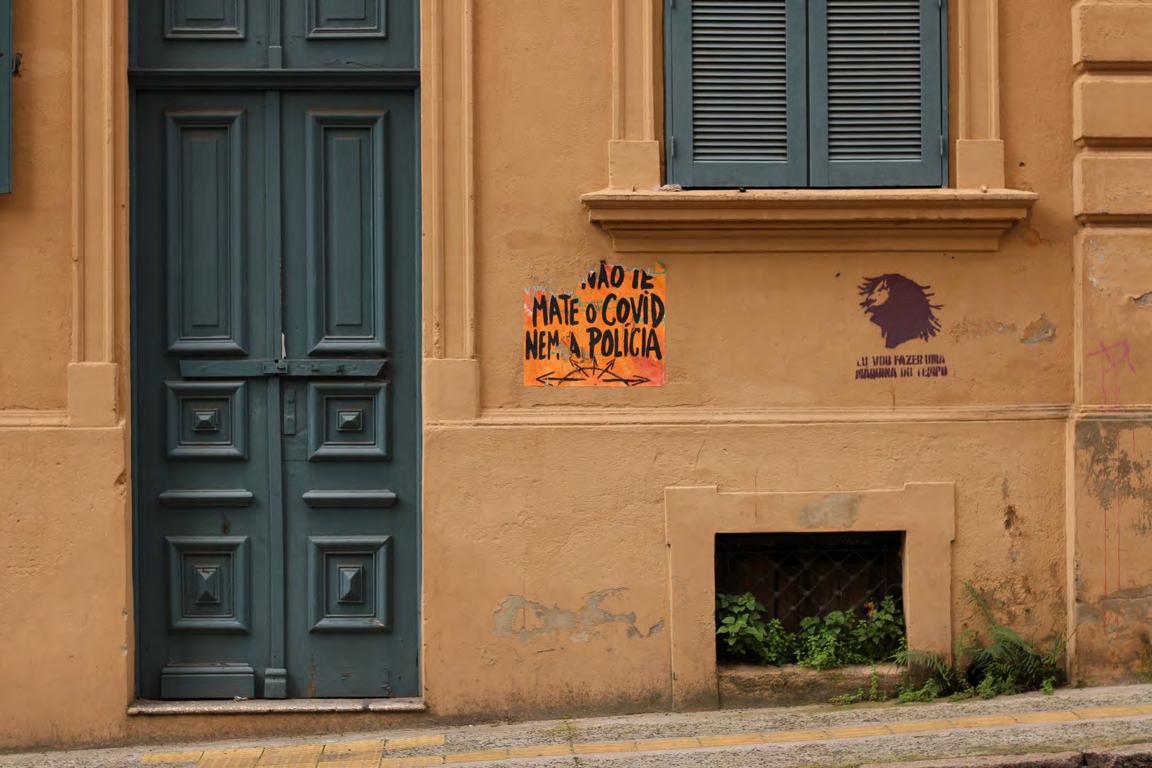 NÃO TE
MATE O COVID
NEM A POLÍCIA
EU VOU FAZER UMA
MÁQUINA DO TEMPO